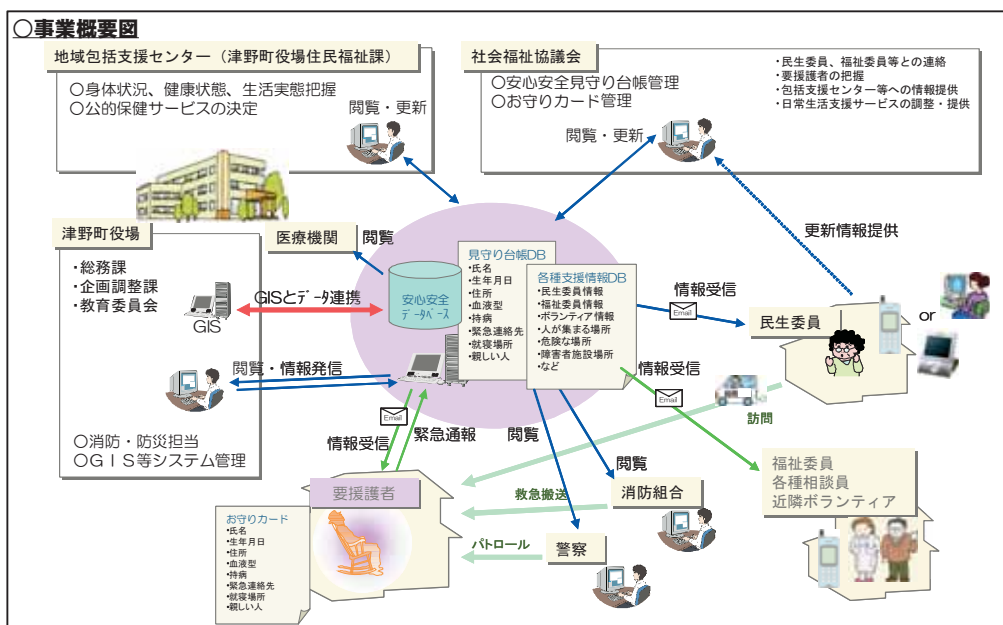 ○事業概要図
地域包括支援センター（津野町役場住民福祉課）
○身体状況、健康状態、生活実態把握
○公的保健サービスの決定
閲覧・更新
社会福祉協議会
○安心安全見守り台帳管理
○お守りカード管理
閲覧・更新
・民生委員、福祉委員等との連絡
・要援護者の把握
・包括支援センター等への情報提供
・日常生活支援サービスの調整・提供
更新情報提供
津野町役場
・総務課
・企画調整課
・教育委員会
GIS
医療機関
閲覧
GISとデータ連携
安心安全
データベース
見守り台帳DB
・氏名
・生年月日
・住所
・血液型
・持病
・緊急連絡先
・就寝場所
・親しい人
各種支援情報DB
・民生委員情報
・福祉委員情報
・ボランティア情報
・人が集まる場所
・危険な場所
・障害者施設場所
・など
情報受信
Email
民生委員
or
閲覧・情報発信
○消防・防災担当
○ＧＩＳ等システム管理
Email
情報受信
緊急通報
閲覧
情報受信
Email
訪問
閲覧
福祉委員
各種相談員
近隣ボランティア
要援護者
救急搬送
消防組合
パトロール
警察
お守りカード
・氏名
・生年月日
・住所
・血液型
・持病
・緊急連絡先
・就寝場所
・親しい人